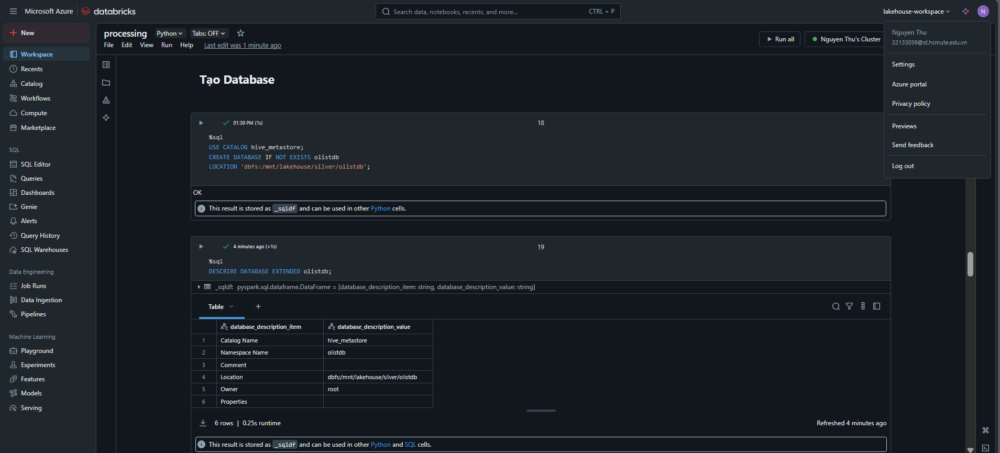 Microsoft Azure databricks
Search data, notebooks, recents, and more... CTRL + P
lakehouse-workspace N
New
Workspace
Recents
Catalog
Workflows
Compute
Marketplace
SQL
SQL Editor
Queries
Dashboards
Genie
Alerts
Query History
SQL Warehouses
Data Engineering
Job Runs
Data Ingestion
Pipelines
Machine Learning
Playground
Experiments
Features
Models
Serving
processing Python Tabs: OFF
File Edit View Run Help Last edit was 1 minute ago
Run all Nguyen Thu's Cluster
Nguyen Thu
22133059@st.hcmute.edu.vn
Settings
Azure portal
Privacy policy
Previews
Send feedback
Log out
Tạo Database
01:30 PM (1s) 18
%sql
USE CATALOG hive_metastore;
CREATE DATABASE IF NOT EXISTS olistdb
LOCATION 'dbfs:/mnt/lakehouse/silver/olistdb';
OK
This result is stored as _sqldf and can be used in other Python cells.
4 minutes ago (<1s) 19
%sql
DESCRIBE DATABASE EXTENDED olistdb;
_sqldf: pyspark.sql.dataframe.DataFrame = [database_description_item: string, database_description_value: string]
Table +
database_description_item database_description_value
1 Catalog Name hive_metastore
2 Namespace Name olistdb
3 Comment
4 Location dbfs:/mnt/lakehouse/silver/olistdb
5 Owner root
6 Properties
6 rows | 0.25s runtime Refreshed 4 minutes ago
This result is stored as _sqldf and can be used in other Python and SQL cells.